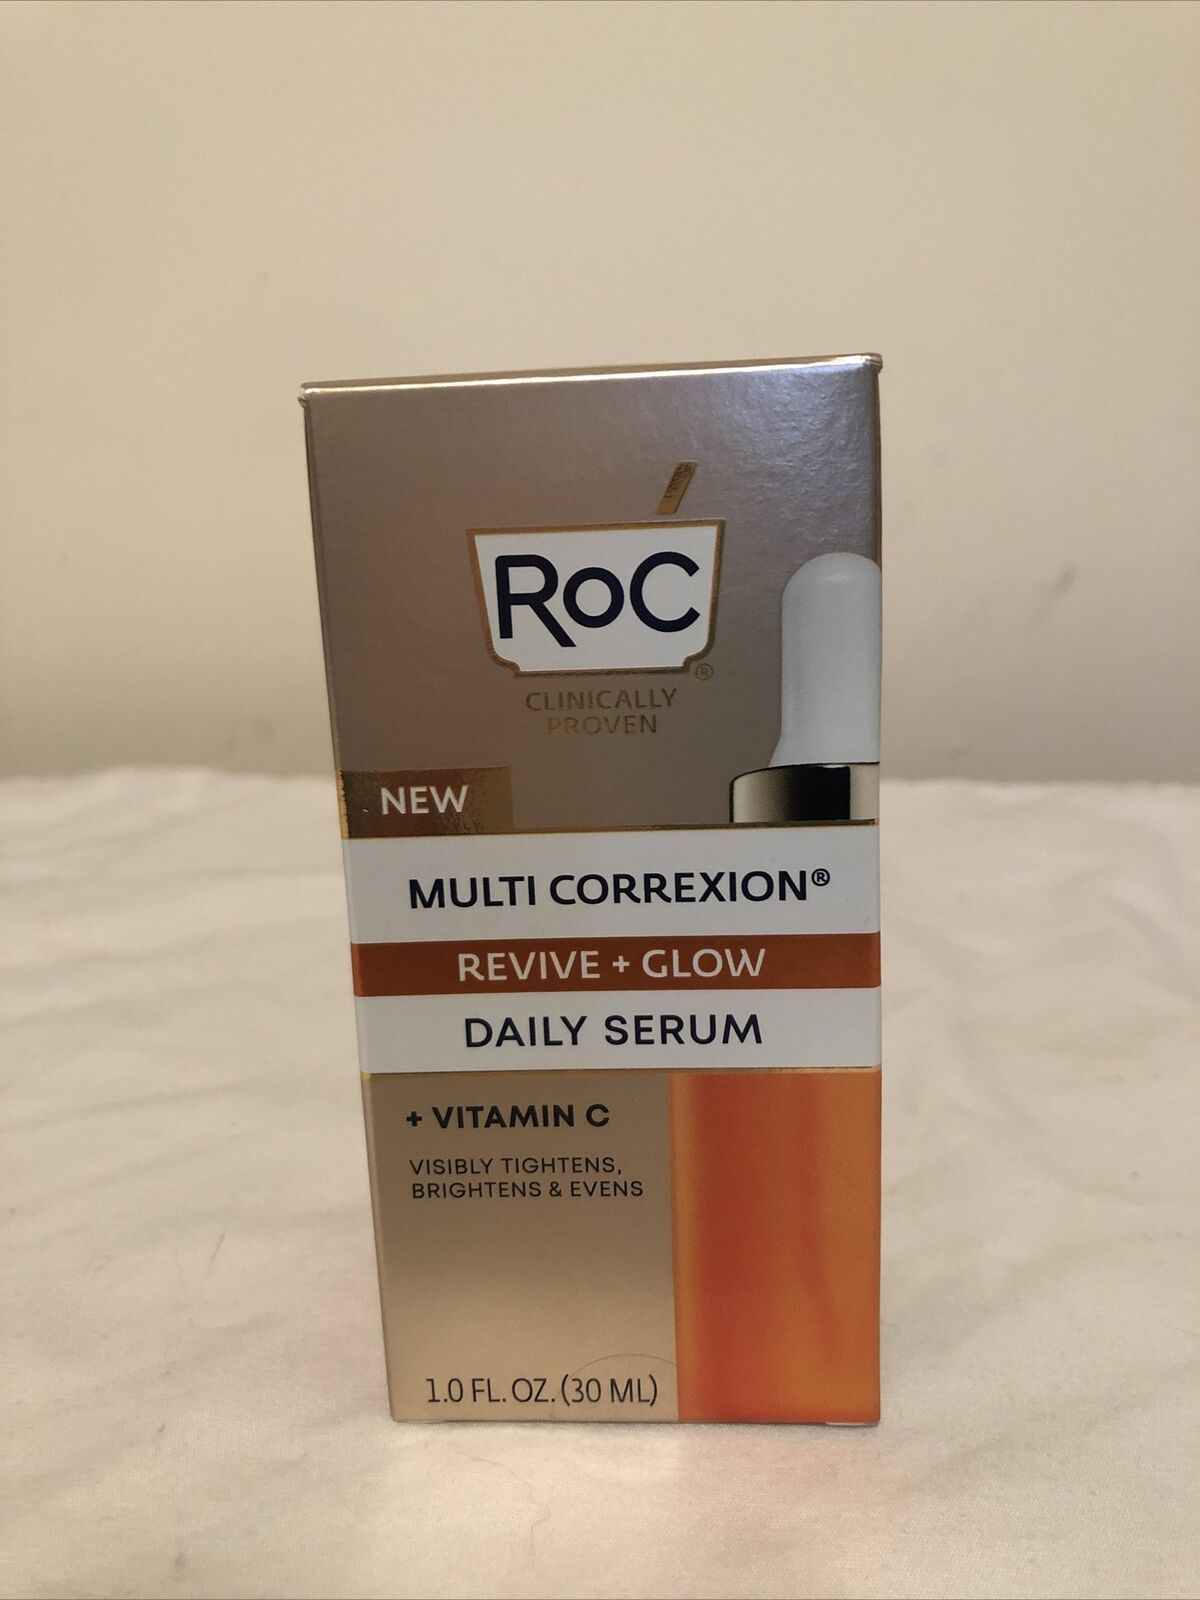 RoC®
CLINICALLY
PROVEN
NEW
MULTI CORREXION®
REVIVE + GLOW
DAILY SERUM
+ VITAMIN C
VISIBLY TIGHTENS,
BRIGHTENS & EVENS
1.0 FL. OZ. (30 ML)